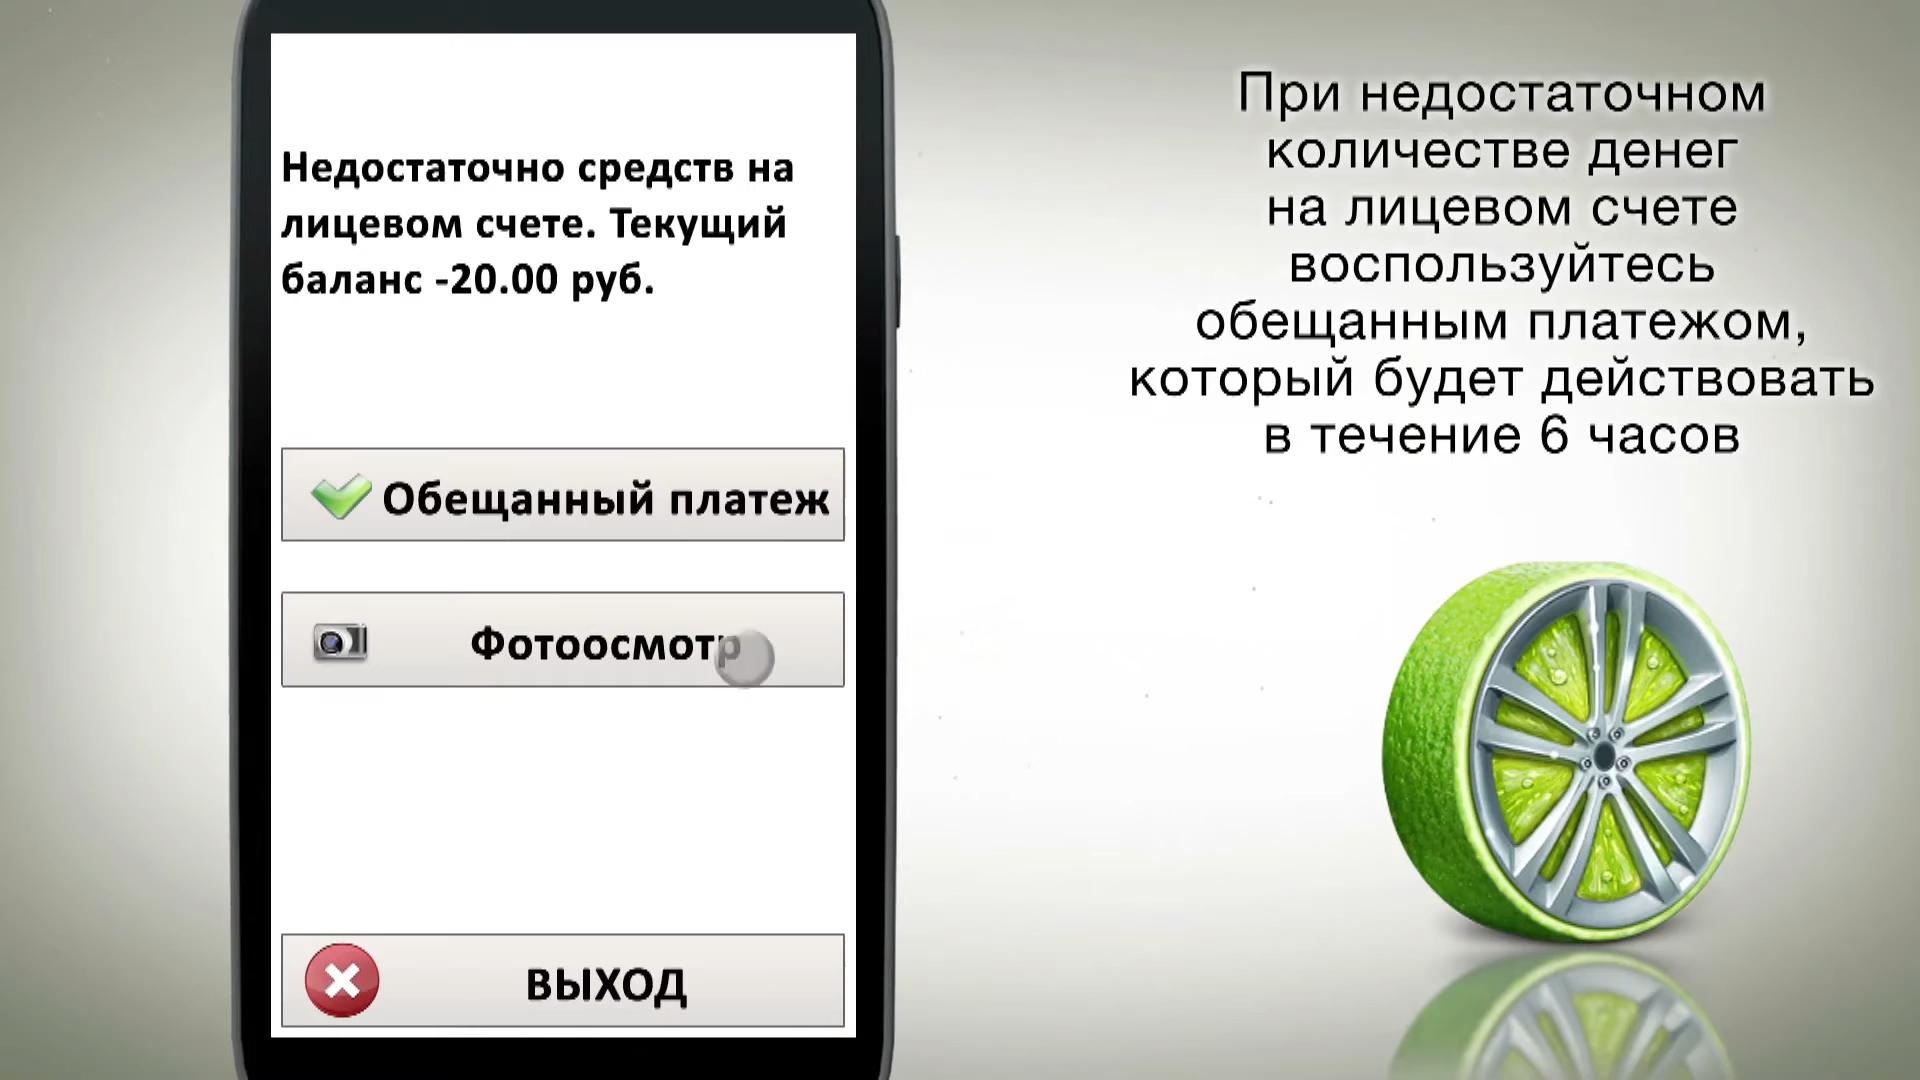 Недостаточно средств на
лицевом счете. Текущий
баланс -20.00 руб.
Обещанный платеж
Фотоосмотр
ВЫХОД
При недостаточном
количестве денег
на лицевом счете
воспользуйтесь
обещанным платежом,
который будет действовать
в течение 6 часов